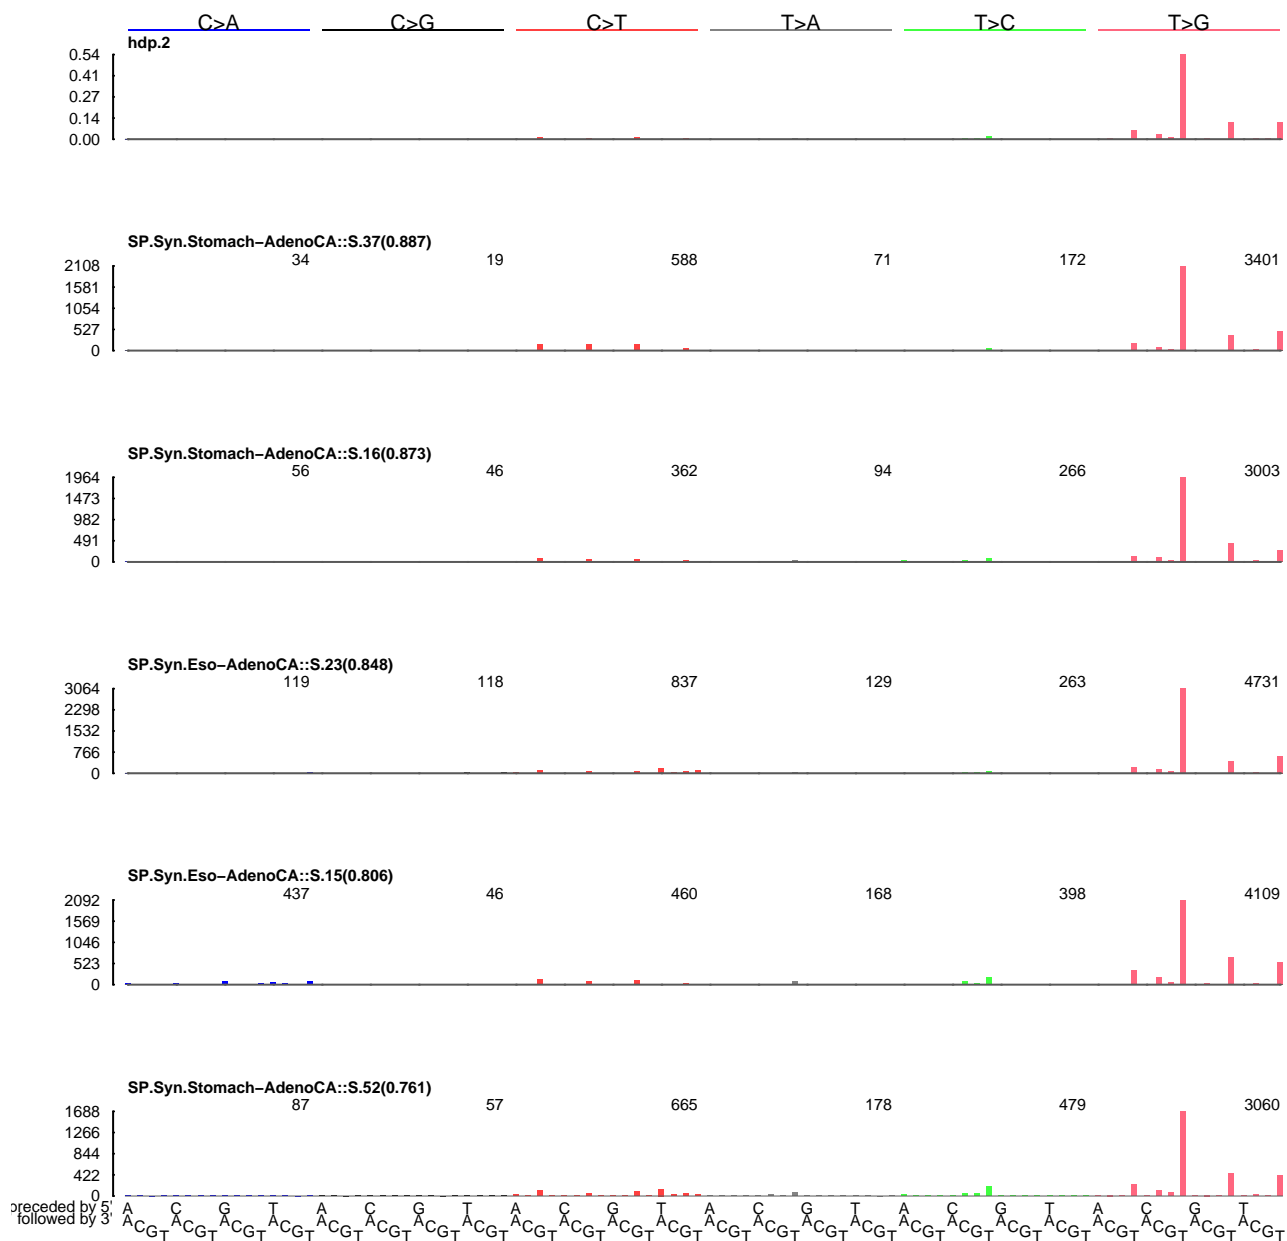 C>A C>G C>T T>A T>C T>G
hdp.2
0.54
0.41
0.27
0.14
0.00
SP.Syn.Stomach−AdenoCA::S.37(0.887)
34 19 588 71 172 3401
2108
1581
1054
527
0
SP.Syn.Stomach−AdenoCA::S.16(0.873)
56 46 362 94 266 3003
1964
1473
982
491
0
SP.Syn.Eso−AdenoCA::S.23(0.848)
119 118 837 129 263 4731
3064
2298
1532
766
0
SP.Syn.Eso−AdenoCA::S.15(0.806)
437 46 460 168 398 4109
2092
1569
1046
523
0
SP.Syn.Stomach−AdenoCA::S.52(0.761)
87 57 665 178 479 3060
1688
1266
844
422
0
preceded by 5' A C G T A C G T A C G T A C G T A C G T A C G T
followed by 3' A C G T A C G T A C G T A C G T A C G T A C G T A C G T A C G T A C G T A C G T A C G T A C G T A C G T A C G T A C G T A C G T A C G T A C G T A C G T A C G T A C G T A C G T A C G T A C G T